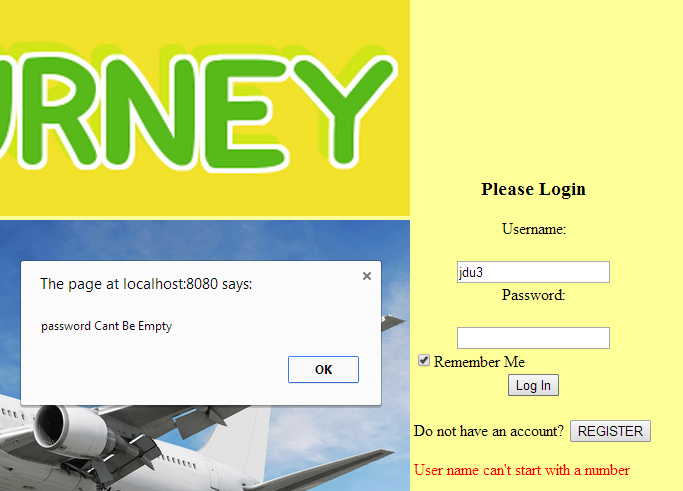 URNEY
The page at localhost:8080 says:
password Cant Be Empty
OK
Please Login
Username:
jdu3
Password:
Remember Me
Log In
Do not have an account? REGISTER
User name can't start with a number